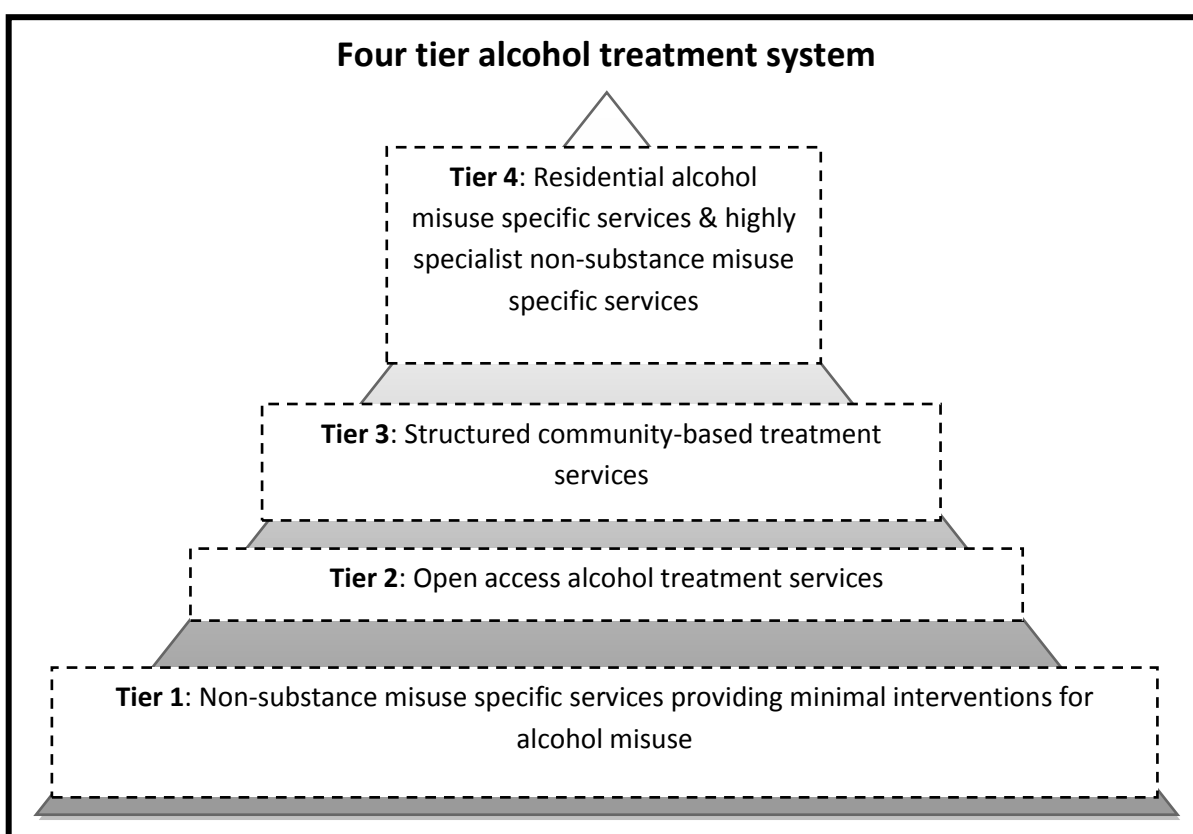 Four tier alcohol treatment system
Tier 4: Residential alcohol
misuse specific services & highly
specialist non-substance misuse
specific services
Tier 3: Structured community-based treatment
services
Tier 2: Open access alcohol treatment services
Tier 1: Non-substance misuse specific services providing minimal interventions for
alcohol misuse